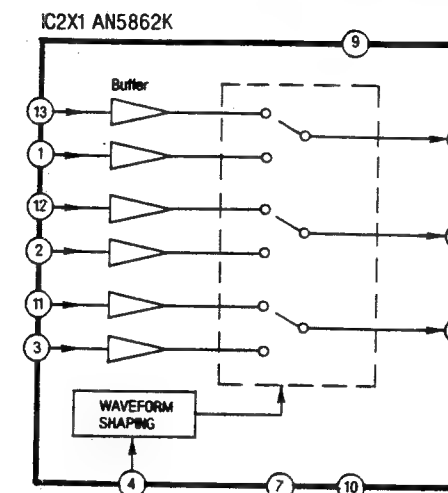 IC2X1 AN5862K
9
Buffer
13
1
12
2
11
3
WAVEFORM
SHAPING
4
7
10